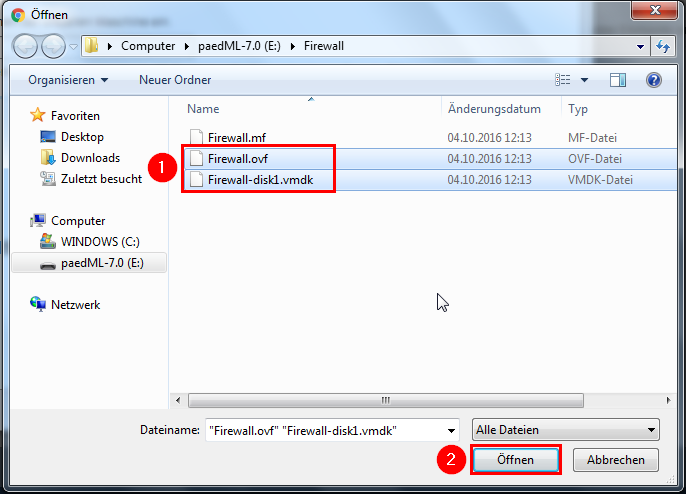 Öffnen
Computer ▸ paedML-7.0 (E:) ▸ Firewall
Organisieren Neuer Ordner
Name Änderungsdatum Typ
Favoriten
Desktop
Downloads
Zuletzt besucht
Computer
WINDOWS (C:)
paedML-7.0 (E:)
Netzwerk
Firewall.mf 04.10.2016 12:13 MF-Datei
1
Firewall.ovf 04.10.2016 12:13 OVF-Datei
Firewall-disk1.vmdk 04.10.2016 12:13 VMDK-Datei
Dateiname: "Firewall.ovf" "Firewall-disk1.vmdk" Alle Dateien
2 Öffnen Abbrechen